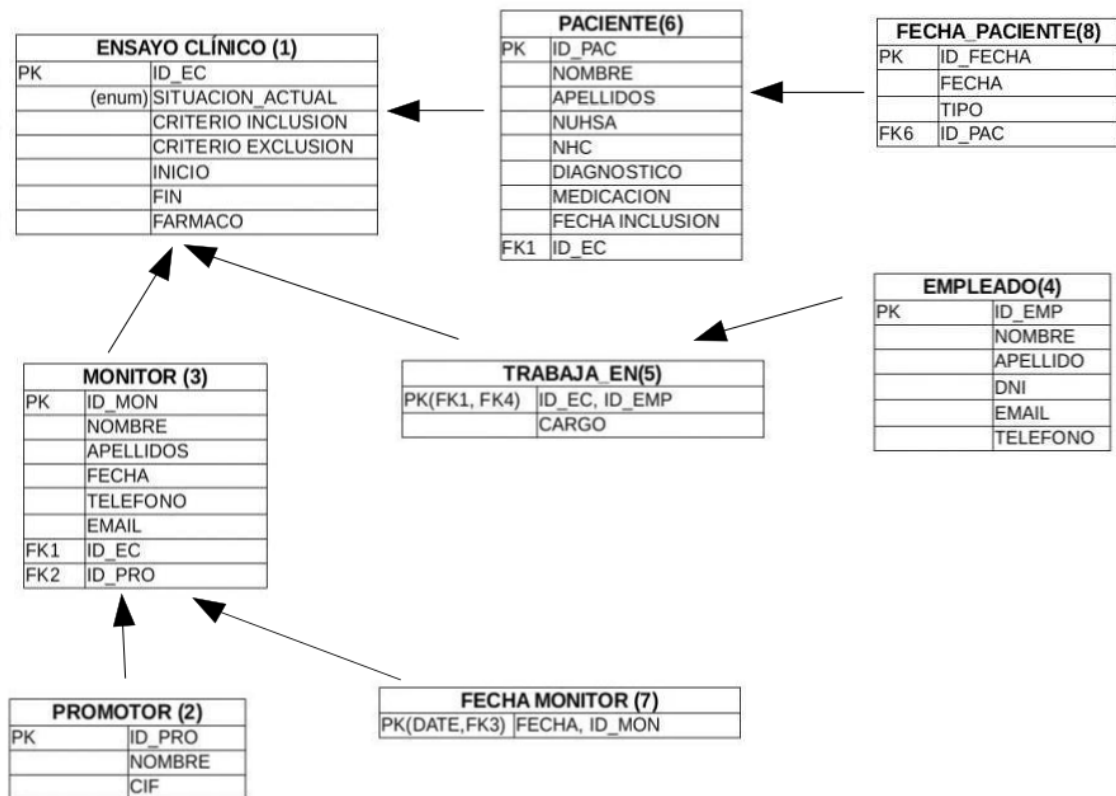 ENSAYO CLÍNICO (1)
PK ID_EC
(enum) SITUACION_ACTUAL
CRITERIO INCLUSION
CRITERIO EXCLUSION
INICIO
FIN
FARMACO
PACIENTE(6)
PK ID_PAC
NOMBRE
APELLIDOS
NUHSA
NHC
DIAGNOSTICO
MEDICACION
FECHA INCLUSION
FK1 ID_EC
FECHA_PACIENTE(8)
PK ID_FECHA
FECHA
TIPO
FK6 ID_PAC
EMPLEADO(4)
PK ID_EMP
NOMBRE
APELLIDO
DNI
EMAIL
TELEFONO
MONITOR (3)
PK ID_MON
NOMBRE
APELLIDOS
FECHA
TELEFONO
EMAIL
FK1 ID_EC
FK2 ID_PRO
TRABAJA_EN(5)
PK(FK1, FK4) ID_EC, ID_EMP
CARGO
PROMOTOR (2)
PK ID_PRO
NOMBRE
CIF
FECHA MONITOR (7)
PK(DATE,FK3) FECHA, ID_MON